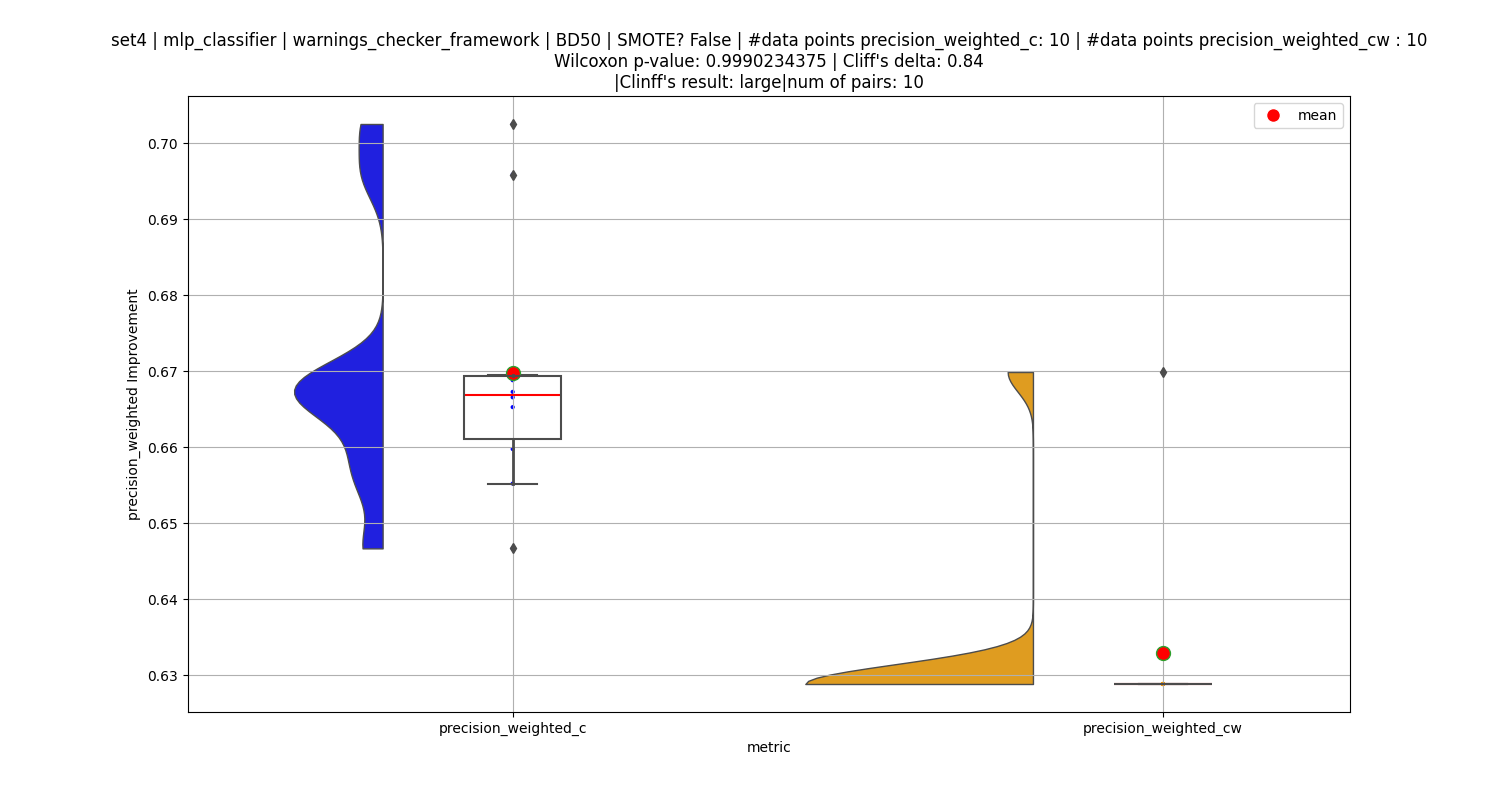 set4 | mlp_classifier | warnings_checker_framework | BD50 | SMOTE? False | #data points precision_weighted_c: 10 | #data points precision_weighted_cw : 10
Wilcoxon p-value: 0.9990234375 | Cliff's delta: 0.84
|Clinff's result: large|num of pairs: 10
mean
0.70
0.69
0.68
0.67
0.66
0.65
0.64
0.63
precision_weighted Improvement
precision_weighted_c
precision_weighted_cw
metric